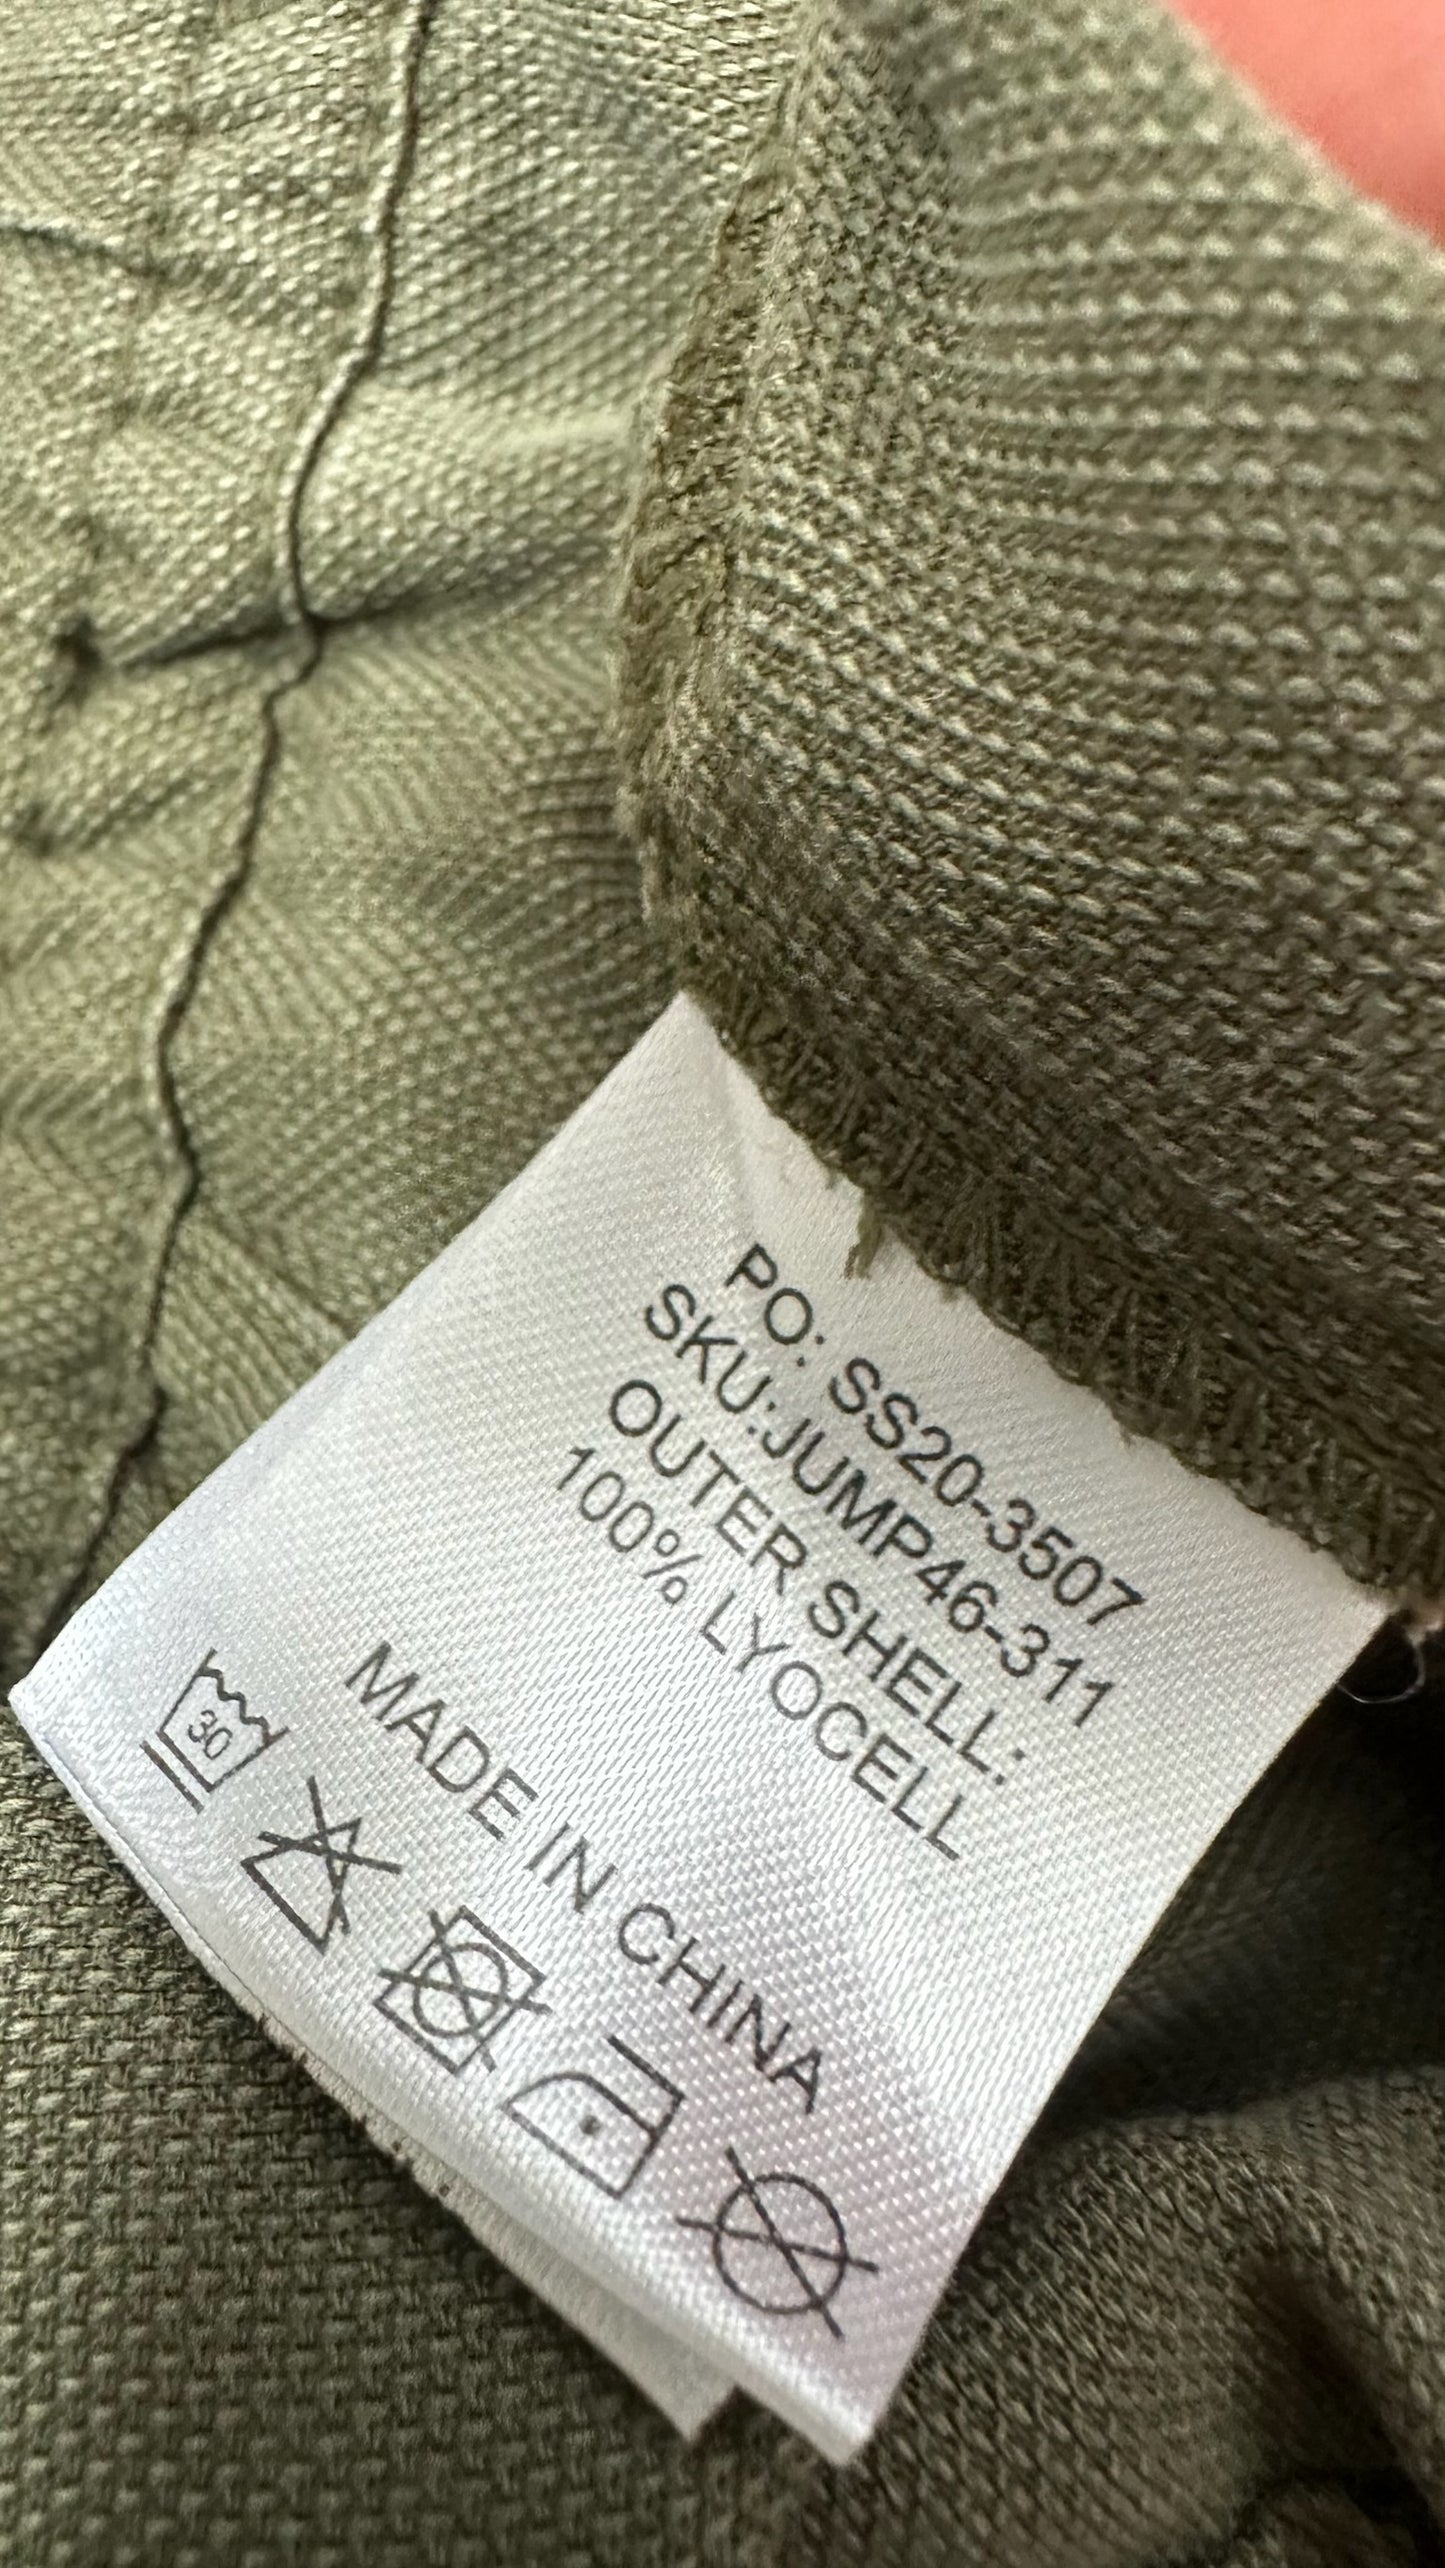 PO: SS20-3507
SKU:JUMP46-311
OUTER SHELL:
100% LYOCELL
MADE IN CHINA
30